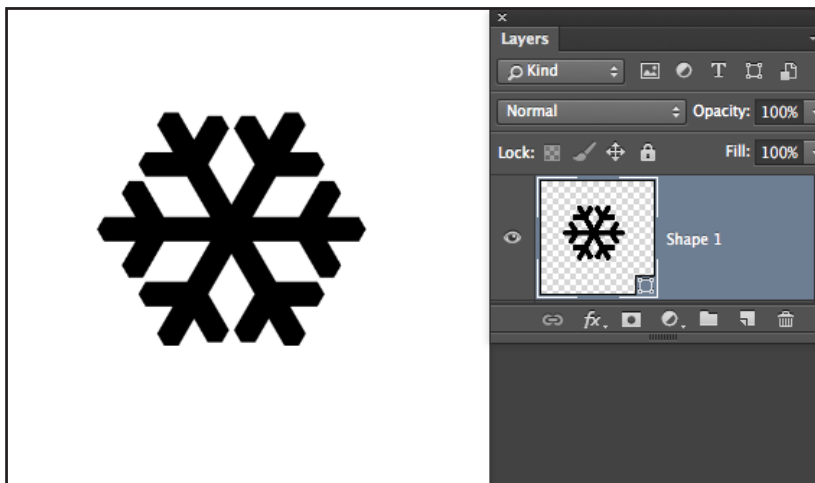 Layers
Kind
Normal Opacity: 100%
Lock: Fill: 100%
Shape 1
fx